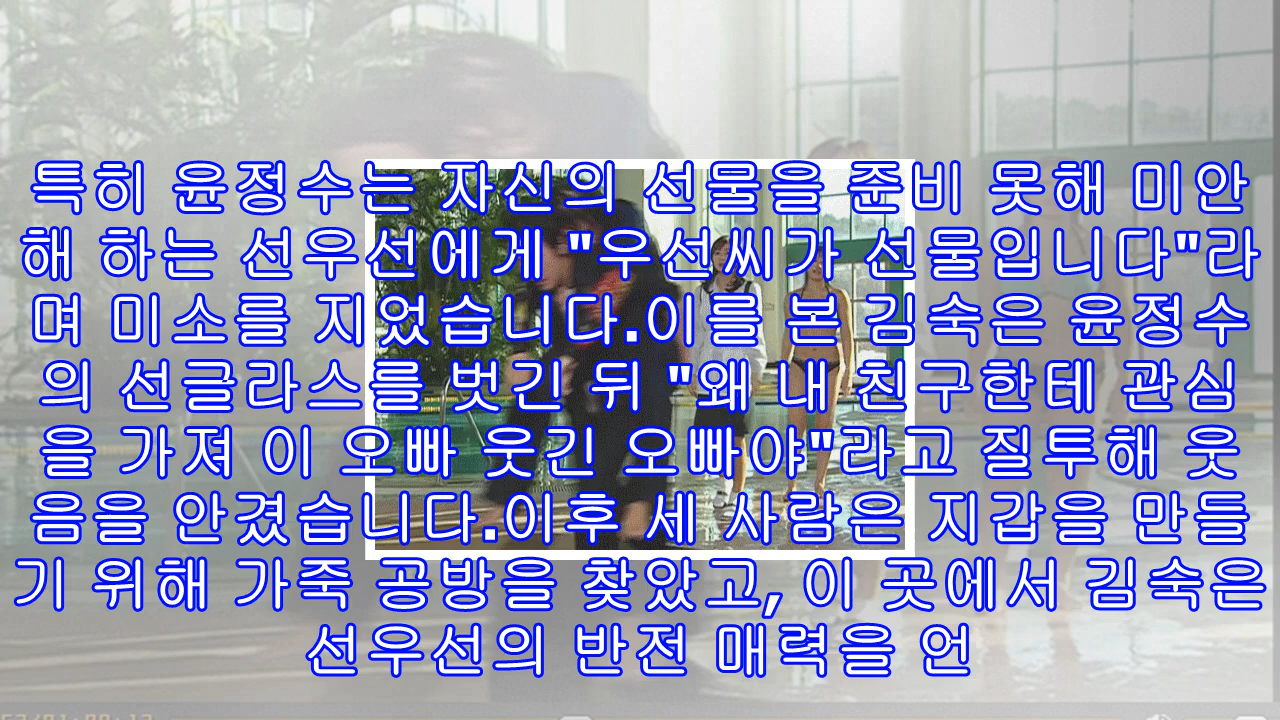 특히 윤정수는 자신의 선물을 준비 못해 미안
해 하는 선우선에게 "우선씨가 선물입니다"라
며 미소를 지었습니다.이를 본 김숙은 윤정수
의 선글라스를 벗긴 뒤 "왜 내 친구한테 관심
을 가져 이 오빠 웃긴 오빠야"라고 질투해 웃
음을 안겼습니다.이후 세 사람은 지갑을 만들
기 위해 가죽 공방을 찾았고, 이 곳에서 김숙은
선우선의 반전 매력을 언